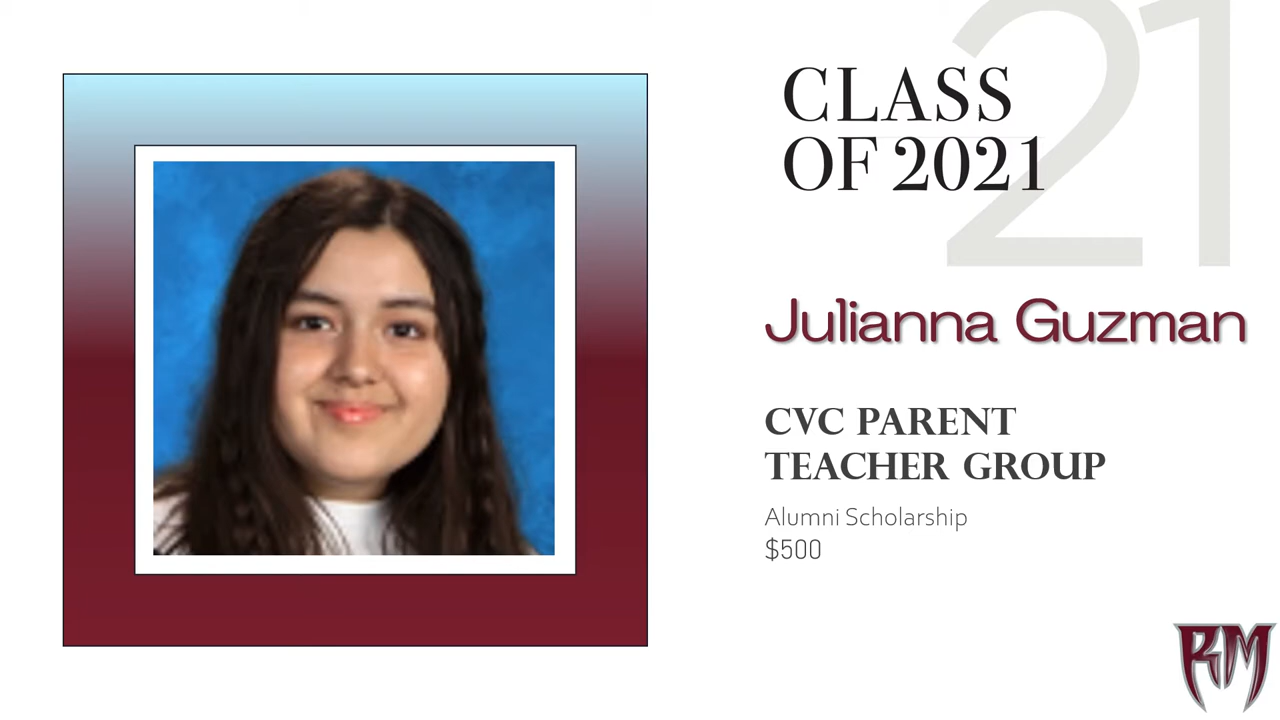 21
CLASS
OF 2021
Julianna Guzman
CVC PARENT
TEACHER GROUP
Alumni Scholarship
$500
RM